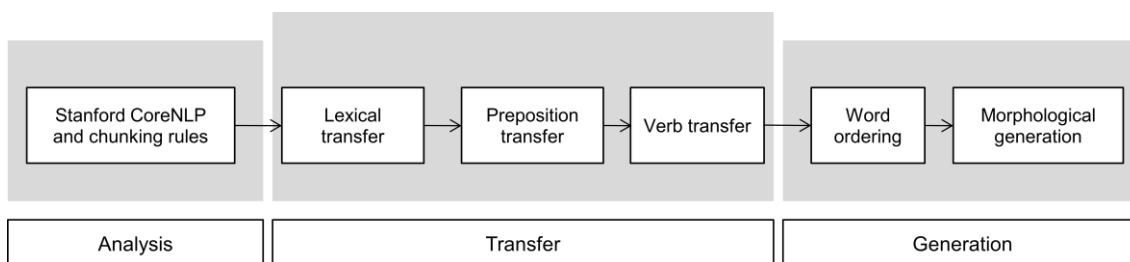 Stanford CoreNLP
and chunking rules
Lexical
transfer
Preposition
transfer
Verb transfer
Word
ordering
Morphological
generation
Analysis
Transfer
Generation